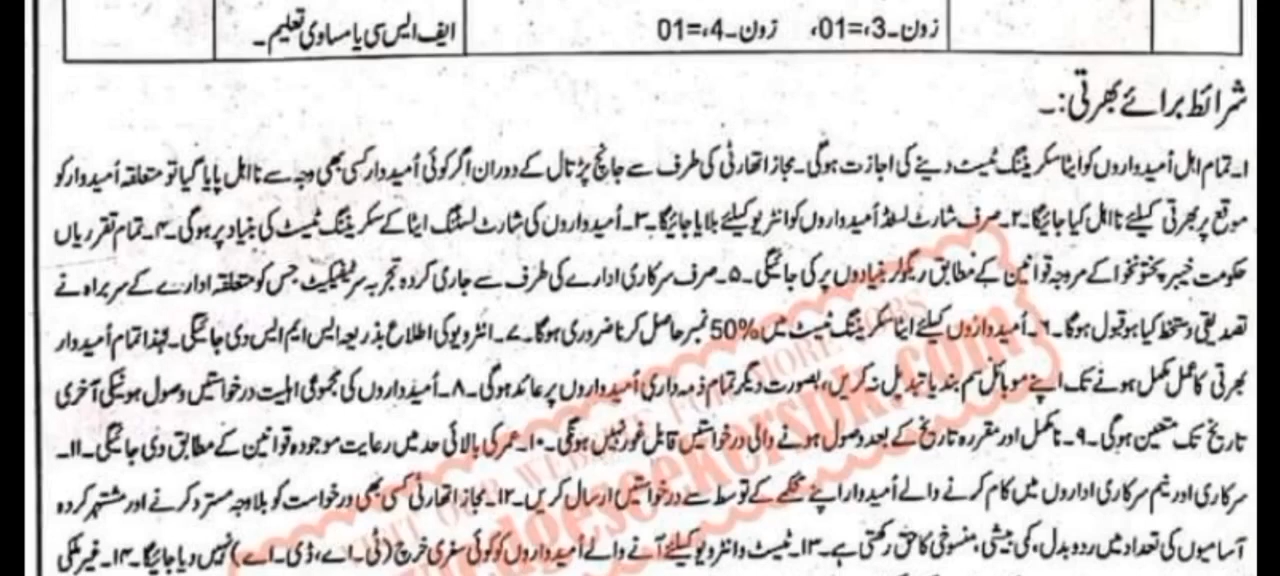 زون۔3،=01، زون۔4،=01 ایف ایس سی یا مساوی تعلیم۔
شرائط برائے بھرتی:۔
۱۔تمام اہل اُمیدواروں کو ایٹا سکریننگ ٹیسٹ دینے کی اجازت ہوگی۔ مجاز اتھارٹی کی طرف سے جانچ پڑتال کے دوران اگر کوئی اُمیدوار کسی بھی وجہ سے نا اہل پایا گیا تو متعلقہ اُمیدوار کو
موقع پر بھرتی کیلئے نا اہل کیا جائیگا۔ ۲۔ صرف شارٹ لسٹڈ اُمیدواروں کو انٹرویو کیلئے بلایا جائیگا۔ ۳۔ اُمیدواروں کی شارٹ لسٹنگ ایٹا کے سکریننگ ٹیسٹ کی بنیاد پر ہوگی۔ ۴۔ تمام تقرریاں
حکومت خیبر پختونخوا کے مروجہ قوانین کے مطابق ریگولر بنیادوں پر کی جائیگی۔ ۵۔ صرف سرکاری ادارے کی طرف سے جاری کردہ تجربہ سرٹیفکیٹ جس کو متعلقہ ادارے کے سربراہ نے
تصدیقی دستخط کیا ہو قبول ہوگا۔ ۶۔ اُمیدواروں کیلئے ایٹا سکریننگ ٹیسٹ میں 50% نمبر حاصل کرنا ضروری ہوگا۔ ۷۔ انٹرویو کی اطلاع بذریعہ ایس ایم ایس دی جائیگی۔ لہٰذا تمام اُمیدوار
بھرتی کا عمل مکمل ہونے تک اپنے موبائل سم بند یا تبدیل نہ کریں، بصورت دیگر تمام ذمہ داری اُمیدواروں پر عائد ہوگی۔ ۸۔ اُمیدواروں کی مجموعی اہلیت درخواستیں وصول ہونیکی آخری
تاریخ تک متعین ہوگی۔ ۹۔ نامکمل اور مقررہ تاریخ کے بعد وصول ہونے والی درخواستیں قابل غور نہیں ہونگی۔ ۱۰۔ عمر کی بالائی حد میں رعایت موجودہ قوانین کے مطابق دی جائیگی۔ ۱۱۔
سرکاری اور نیم سرکاری اداروں میں کام کرنے والے اُمیدوار اپنے محکمے کے توسط سے درخواستیں ارسال کریں۔ ۱۲۔ مجاز اتھارٹی کسی بھی درخواست کو بلاوجہ مسترد کرنے اور مشتہر کردہ
آسامیوں کی تعداد میں ردوبدل، کمی بیشی، منسوخی کا حق رکھتی ہے۔ ۱۳۔ ٹیسٹ و انٹرویو کیلئے آنے والے اُمیدواروں کو کوئی سفری خرچ (ٹی۔اے، ڈی۔اے) نہیں دیا جائیگا۔ ۱۴۔ غیر ملکی